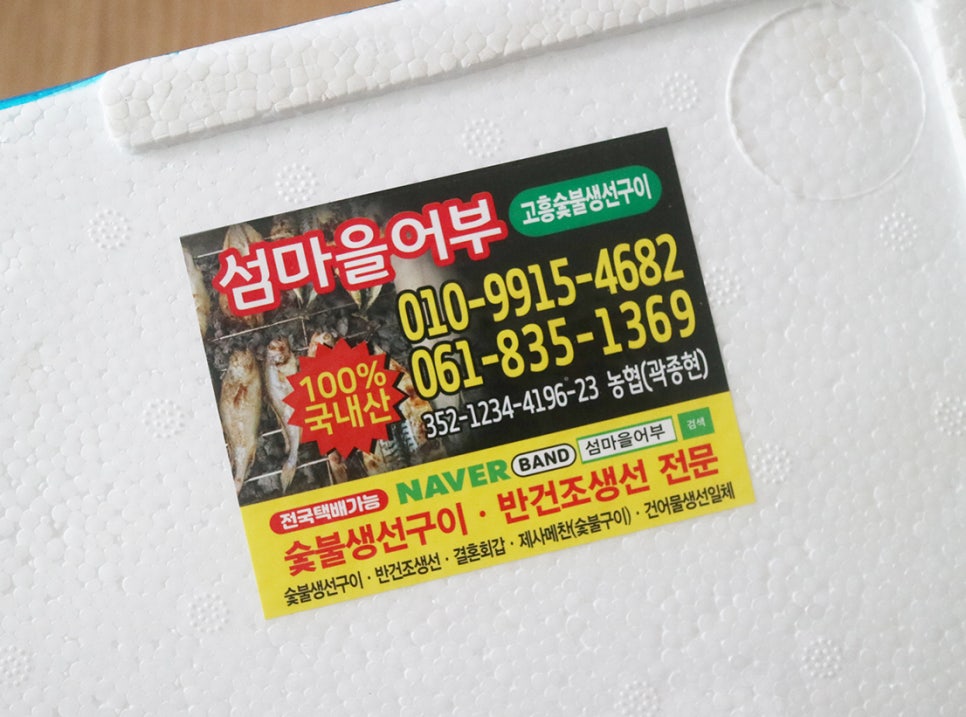 섬마을어부 고흥숯불생선구이
010-9915-4682
061-835-1369
352-1234-4196-23 농협(곽종현)
100%
국내산
전국택배가능 NAVER BAND 섬마을어부 검색
숯불생선구이 · 반건조생선 전문
숯불생선구이 · 반건조생선 · 결혼회갑 · 제사메찬(숯불구이) · 건어물생선일체